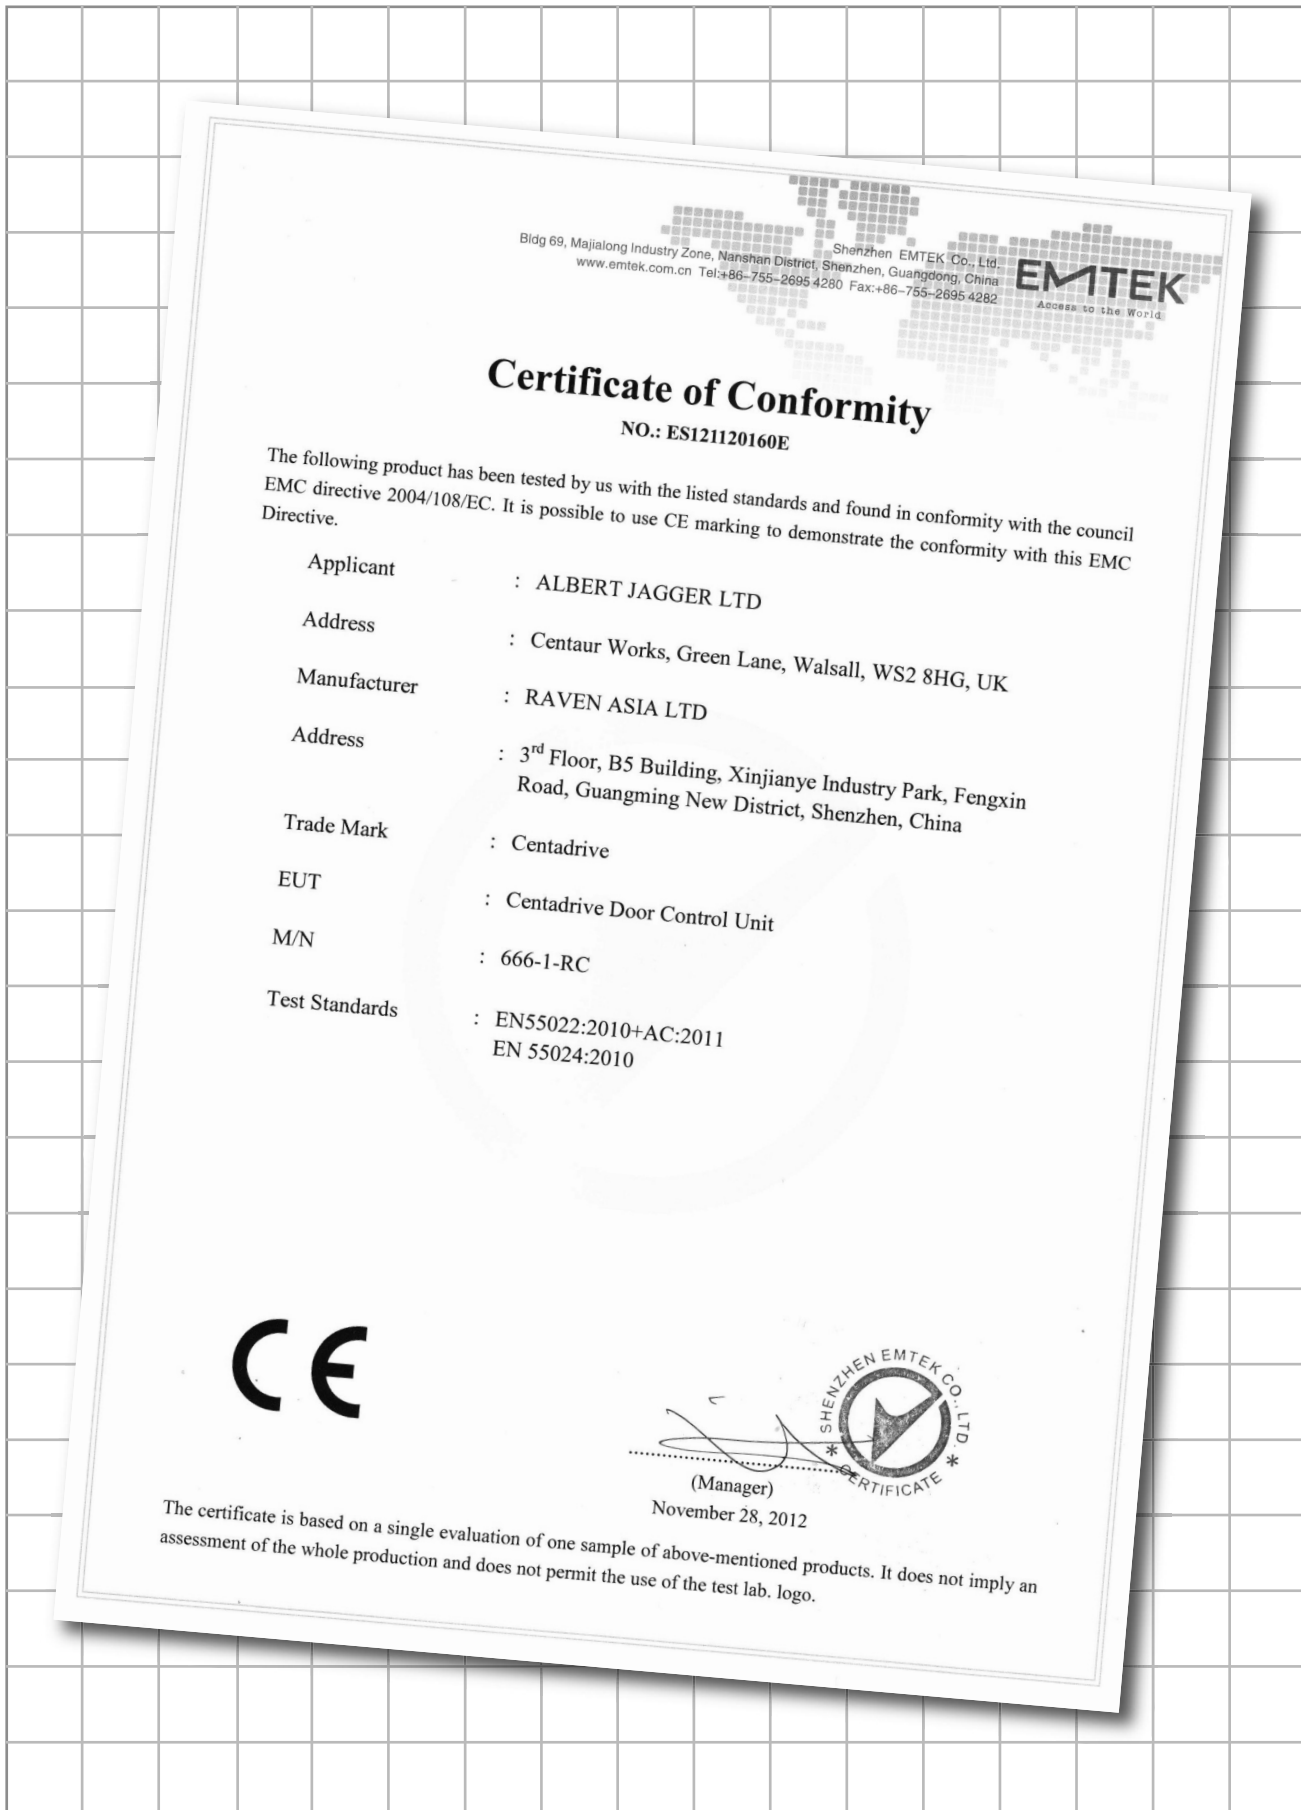 Shenzhen EMTEK Co., Ltd.
Bldg 69, Majialong Industry Zone, Nanshan District, Shenzhen, Guangdong, China
www.emtek.com.cn Tel:+86–755–2695 4280 Fax:+86–755–2695 4282
EMTEK
Access to the World
Certificate of Conformity
NO.: ES121120160E
The following product has been tested by us with the listed standards and found in conformity with the council
EMC directive 2004/108/EC. It is possible to use CE marking to demonstrate the conformity with this EMC
Directive.
Applicant : ALBERT JAGGER LTD
Address : Centaur Works, Green Lane, Walsall, WS2 8HG, UK
Manufacturer : RAVEN ASIA LTD
Address : 3rd Floor, B5 Building, Xinjianye Industry Park, Fengxin
Road, Guangming New District, Shenzhen, China
Trade Mark : Centadrive
EUT : Centadrive Door Control Unit
M/N : 666-1-RC
Test Standards : EN55022:2010+AC:2011
EN 55024:2010
CE
SHENZHEN EMTEK CO., LTD.
* CERTIFICATE *
(Manager)
November 28, 2012
The certificate is based on a single evaluation of one sample of above-mentioned products. It does not imply an
assessment of the whole production and does not permit the use of the test lab. logo.